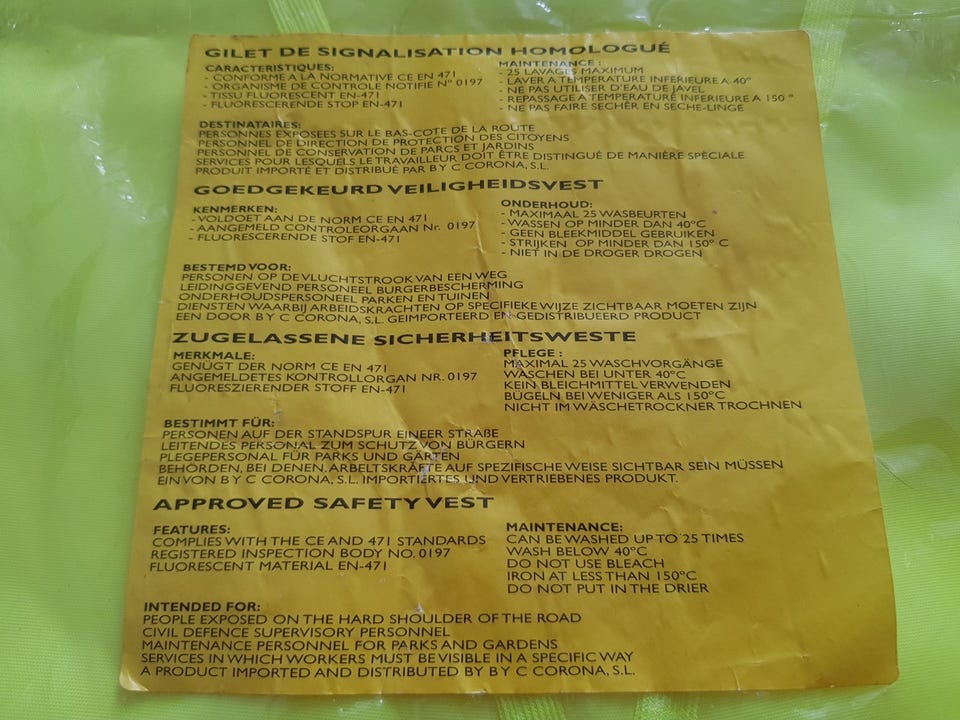 GILET DE SIGNALISATION HOMOLOGUÉ
CARACTERISTIQUES:
- CONFORME A LA NORMATIVE CE EN 471
- ORGANISME DE CONTROLE NOTIFIE Nº 0197
- TISSU FLUORESCENT EN-471
- FLUORESCERENDE STOP EN-471
MAINTENANCE :
- 25 LAVAGES MAXIMUM
- LAVER A TEMPERATURE INFERIEURE A 40°
- NE PAS UTILISER D'EAU DE JAVEL
- REPASSAGE A TEMPERATURE INFERIEURE A 150 °
- NE PAS FAIRE SECHER EN SECHE-LINGE
DESTINATAIRES:
PERSONNES EXPOSEES SUR LE BAS-COTE DE LA ROUTE
PERSONNEL DE DIRECTION DE PROTECTION DES CITOYENS
PERSONNEL DE CONSERVATION DE PARCS ET JARDINS
SERVICES POUR LESQUELS LE TRAVAILLEUR DOIT ÊTRE DISTINGUÉ DE MANIÈRE SPÉCIALE
PRODUIT IMPORTÉ ET DISTRIBUÉ PAR B Y C CORONA, S.L.
GOEDGEKEURD VEILIGHEIDSVEST
KENMERKEN:
- VOLDOET AAN DE NORM CE EN 471
- AANGEMELD CONTROLEORGAAN Nr. 0197
- FLUORESCERENDE STOF EN-471
ONDERHOUD:
- MAXIMAAL 25 WASBEURTEN
- WASSEN OP MINDER DAN 40ºC
- GEEN BLEEKMIDDEL GEBRUIKEN
- STRIJKEN OP MINDER DAN 150º C
- NIET IN DE DROGER DROGEN
BESTEMD VOOR:
PERSONEN OP DE VLUCHTSTROOK VAN EEN WEG
LEIDINGGEVEND PERSONEEL BURGERBESCHERMING
ONDERHOUDSPERSONEEL PARKEN EN TUINEN
DIENSTEN WAARBIJ ARBEIDSKRACHTEN OP SPECIFIEKE WIJZE ZICHTBAAR MOETEN ZIJN
EEN DOOR B Y C CORONA, S.L. GEIMPORTEERD EN GEDISTRIBUEERD PRODUCT
ZUGELASSENE SICHERHEITSWESTE
MERKMALE:
GENÜGT DER NORM CE EN 471
ANGEMELDETES KONTROLLORGAN NR. 0197
FLUORESZIERENDER STOFF EN-471
PFLEGE :
MAXIMAL 25 WASCHVORGÄNGE
WASCHEN BEI UNTER 40ºC
KEIN BLEICHMITTEL VERWENDEN
BÜGELN BEI WENIGER ALS 150ºC
NICHT IM WÄSCHETROCKNER TROCHNEN
BESTIMMT FÜR:
PERSONEN AUF DER STANDSPUR EINEER STRAßE
LEITENDES PERSONAL ZUM SCHUTZ VON BÜRGERN
PLEGEPERSONAL FÜR PARKS UND GÄRTEN
BEHÖRDEN, BEI DENEN. ARBELTSKRÄFTE AUF SPEZIFISCHE WEISE SICHTBAR SEIN MÜSSEN
EIN VON B Y C CORONA, S.L. IMPORTIERTES UND VERTRIEBENES PRODUKT.
APPROVED SAFETY VEST
FEATURES:
COMPLIES WITH THE CE AND 471 STANDARDS
REGISTERED INSPECTION BODY NO. 0197
FLUORESCENT MATERIAL EN-471
MAINTENANCE:
CAN BE WASHED UP TO 25 TIMES
WASH BELOW 40ºC
DO NOT USE BLEACH
IRON AT LESS THAN 150ºC
DO NOT PUT IN THE DRIER
INTENDED FOR:
PEOPLE EXPOSED ON THE HARD SHOULDER OF THE ROAD
CIVIL DEFENCE SUPERVISORY PERSONNEL
MAINTENANCE PERSONNEL FOR PARKS AND GARDENS
SERVICES IN WHICH WORKERS MUST BE VISIBLE IN A SPECIFIC WAY
A PRODUCT IMPORTED AND DISTRIBUTED BY B Y C CORONA, S.L.